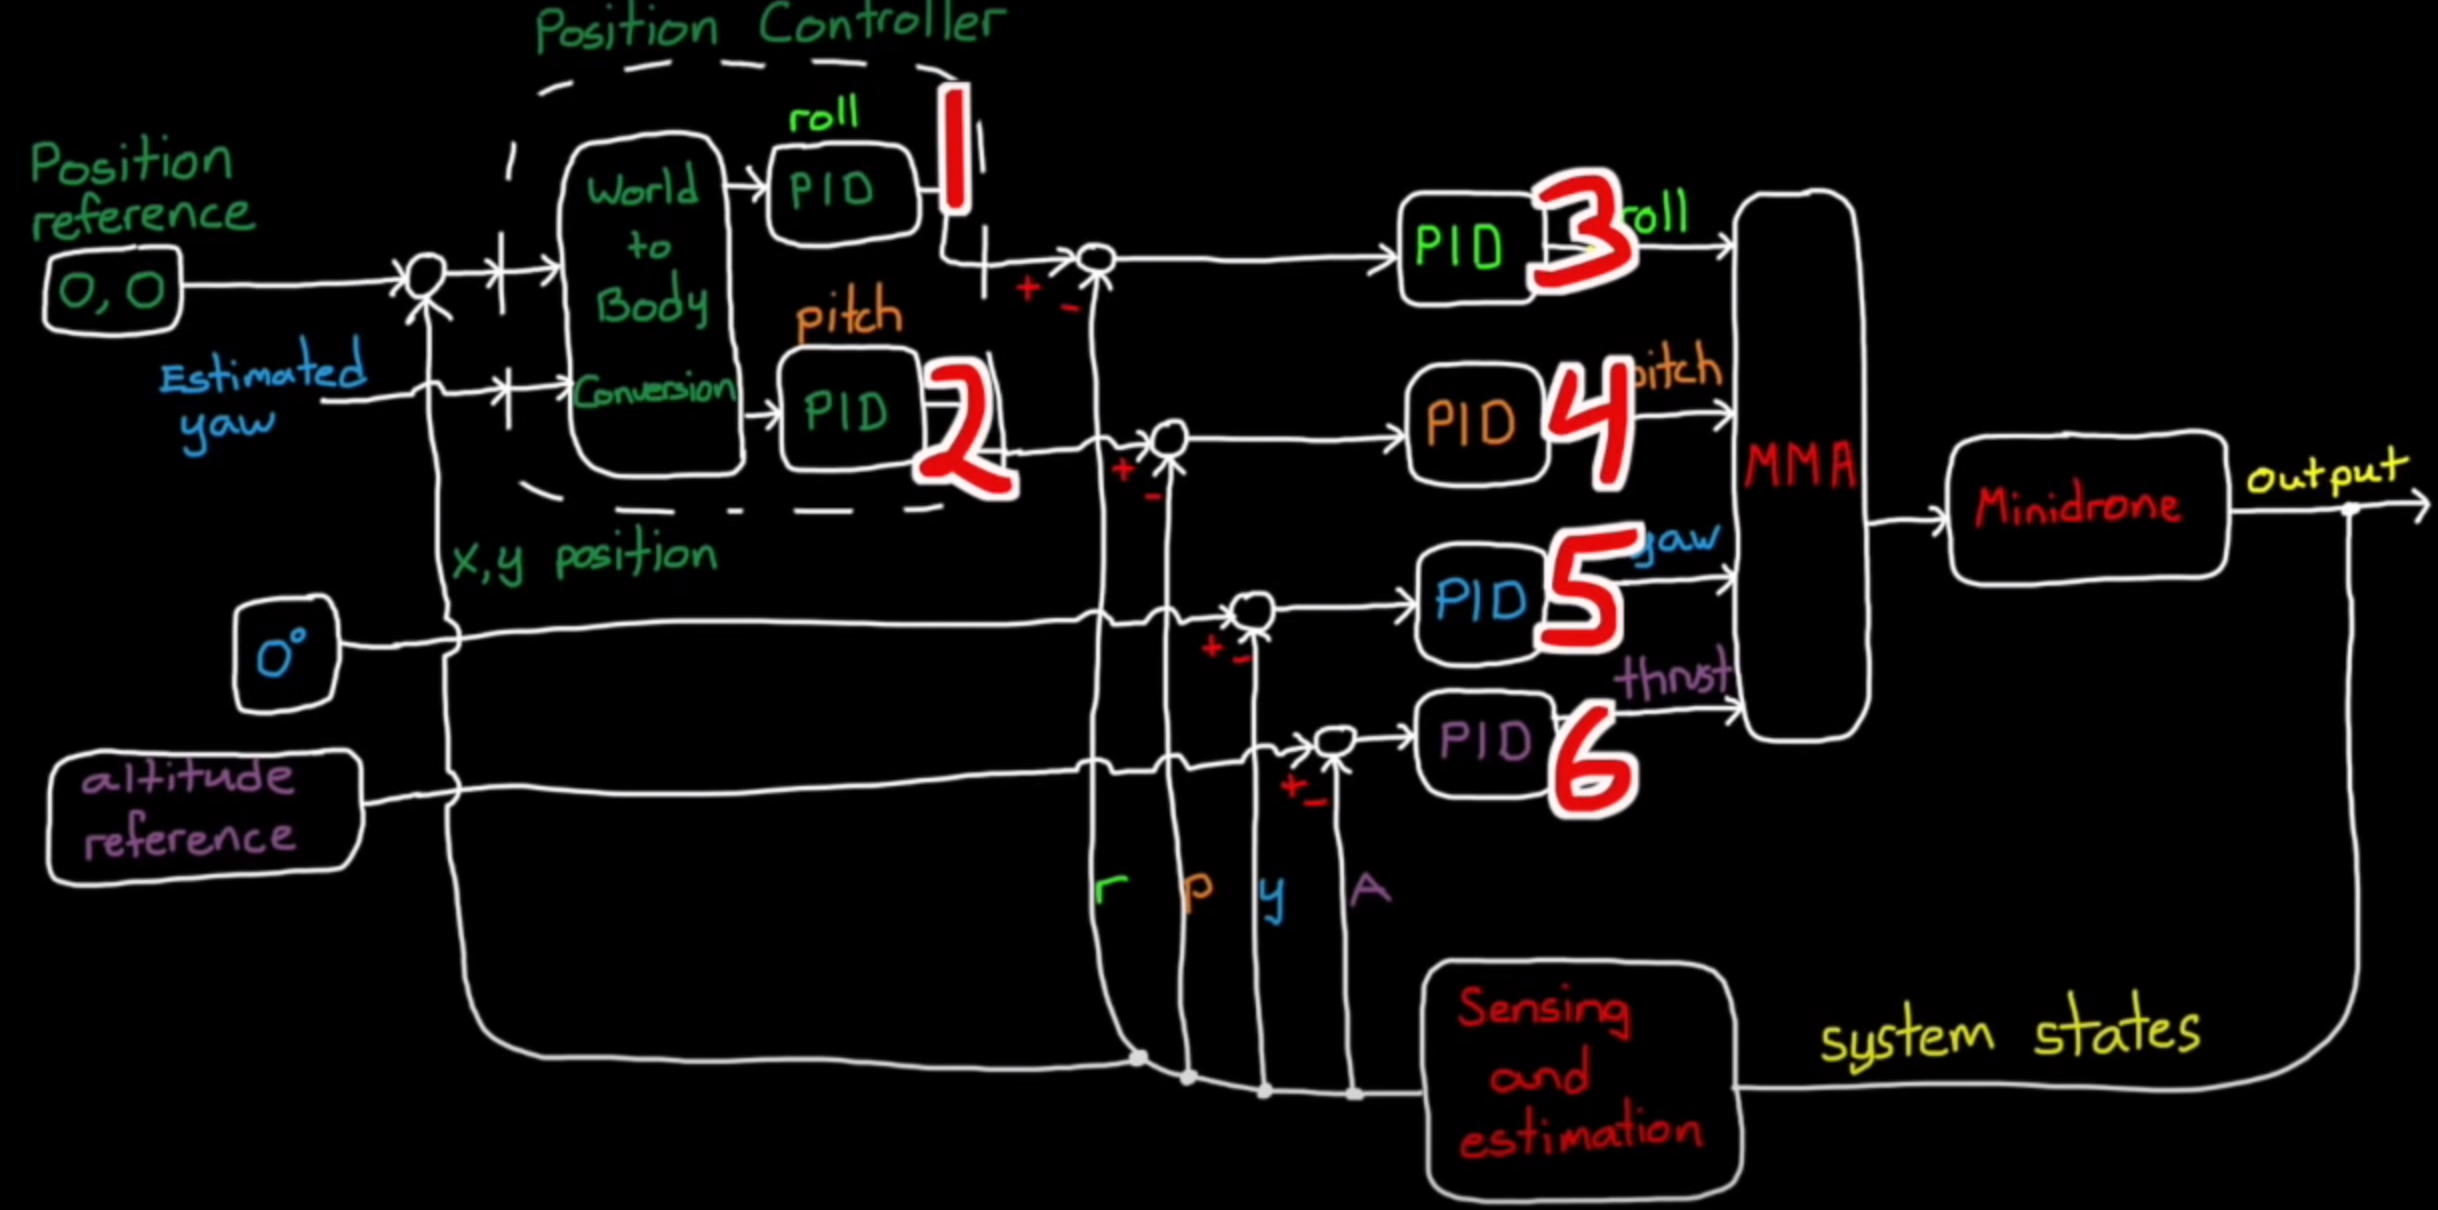 Position Controller
roll
1
Position
reference
World
to
Body
Conversion
PID
PID
3
roll
0, 0
+
-
pitch
Estimated
yaw
PID
2
+
-
PID
4
pitch
MMA
Minidrone
output
x,y position
0°
+
-
PID
5
yaw
altitude
reference
+
-
PID
6
thrust
r
p
y
A
Sensing
and
estimation
system states